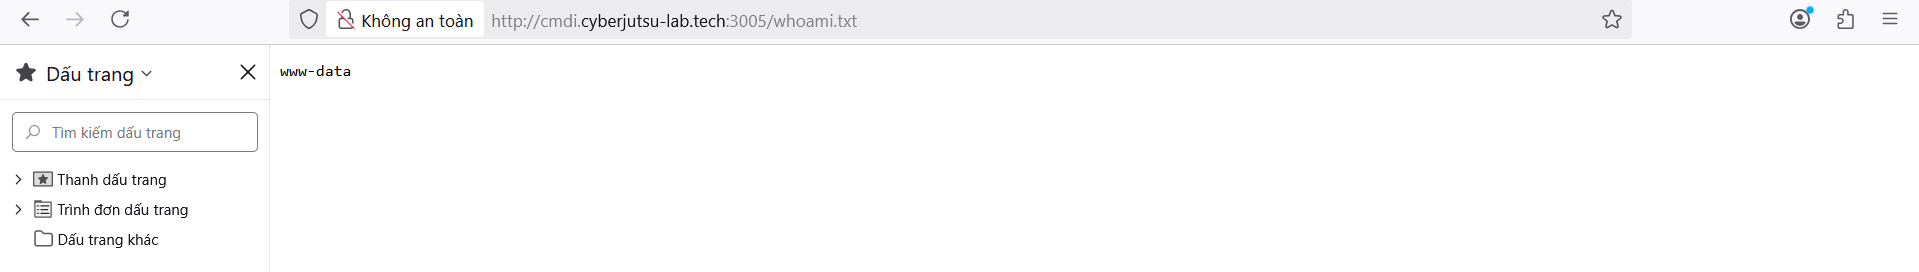 Không an toàn http://cmdi.cyberjutsu-lab.tech:3005/whoami.txt
Dấu trang
www-data
Tìm kiếm dấu trang
Thanh dấu trang
Trình đơn dấu trang
Dấu trang khác